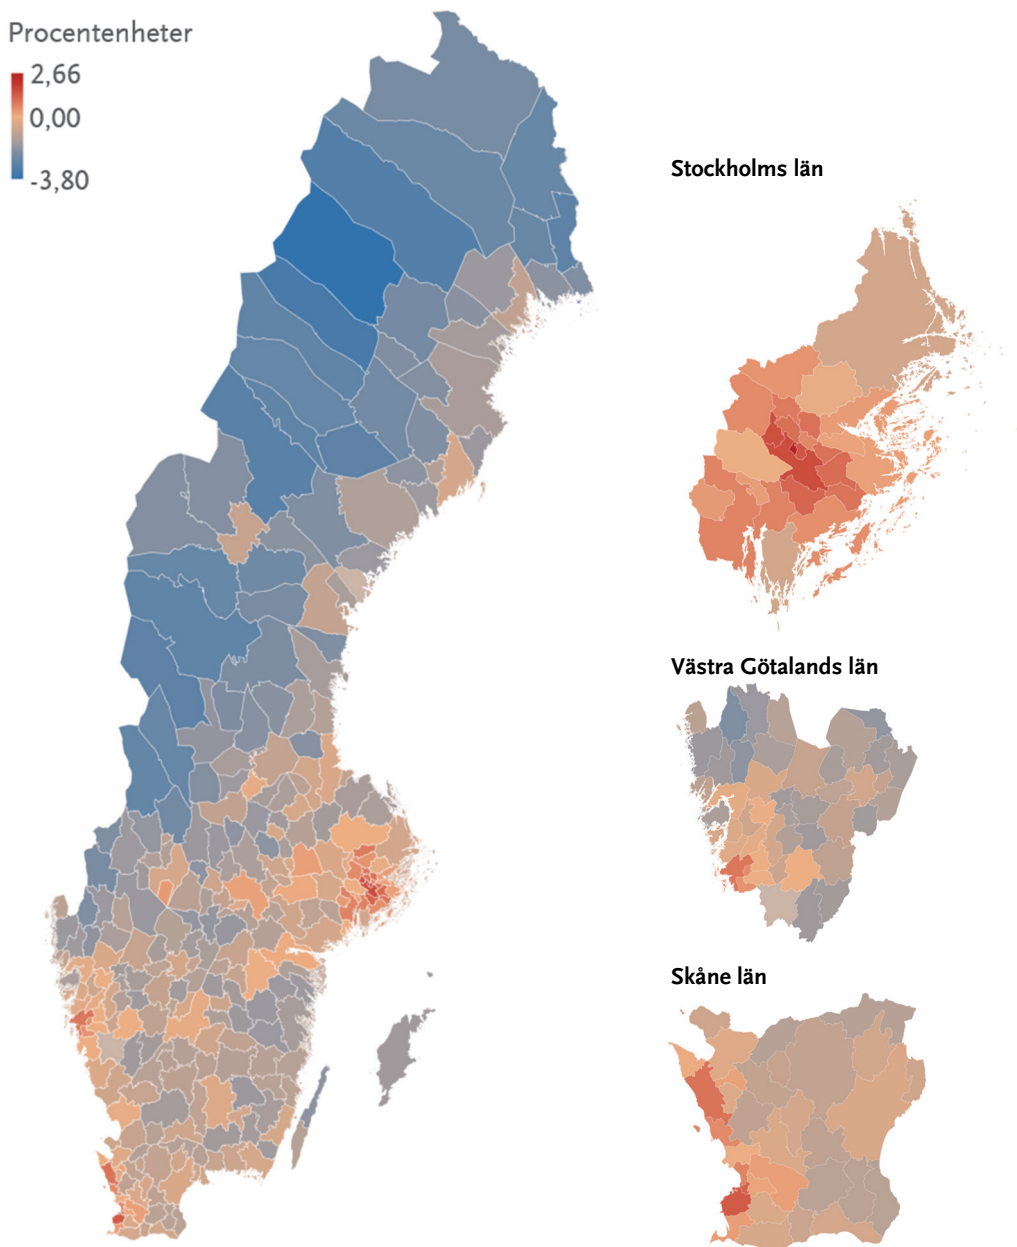 Procentenheter
2,66
0,00
-3,80
Stockholms län
Västra Götalands län
Skåne län